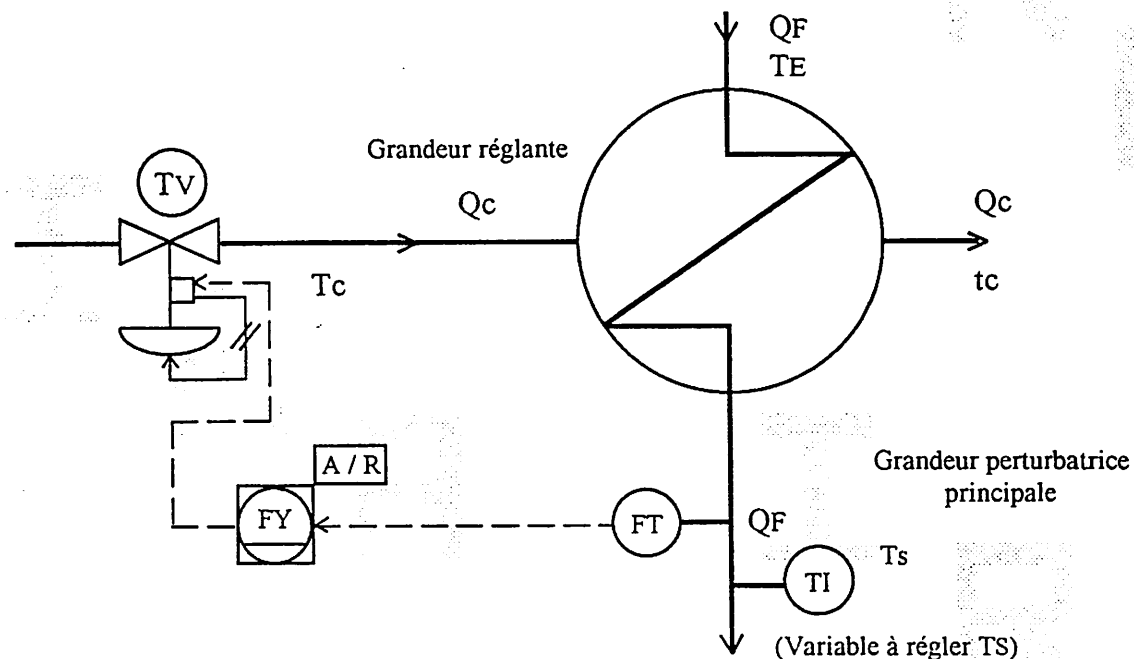 QF
TE
Grandeur réglante
TV
Qc
Qc
Tc
tc
A / R
Grandeur perturbatrice
principale
FY
FT
QF
Ts
TI
(Variable à régler TS)